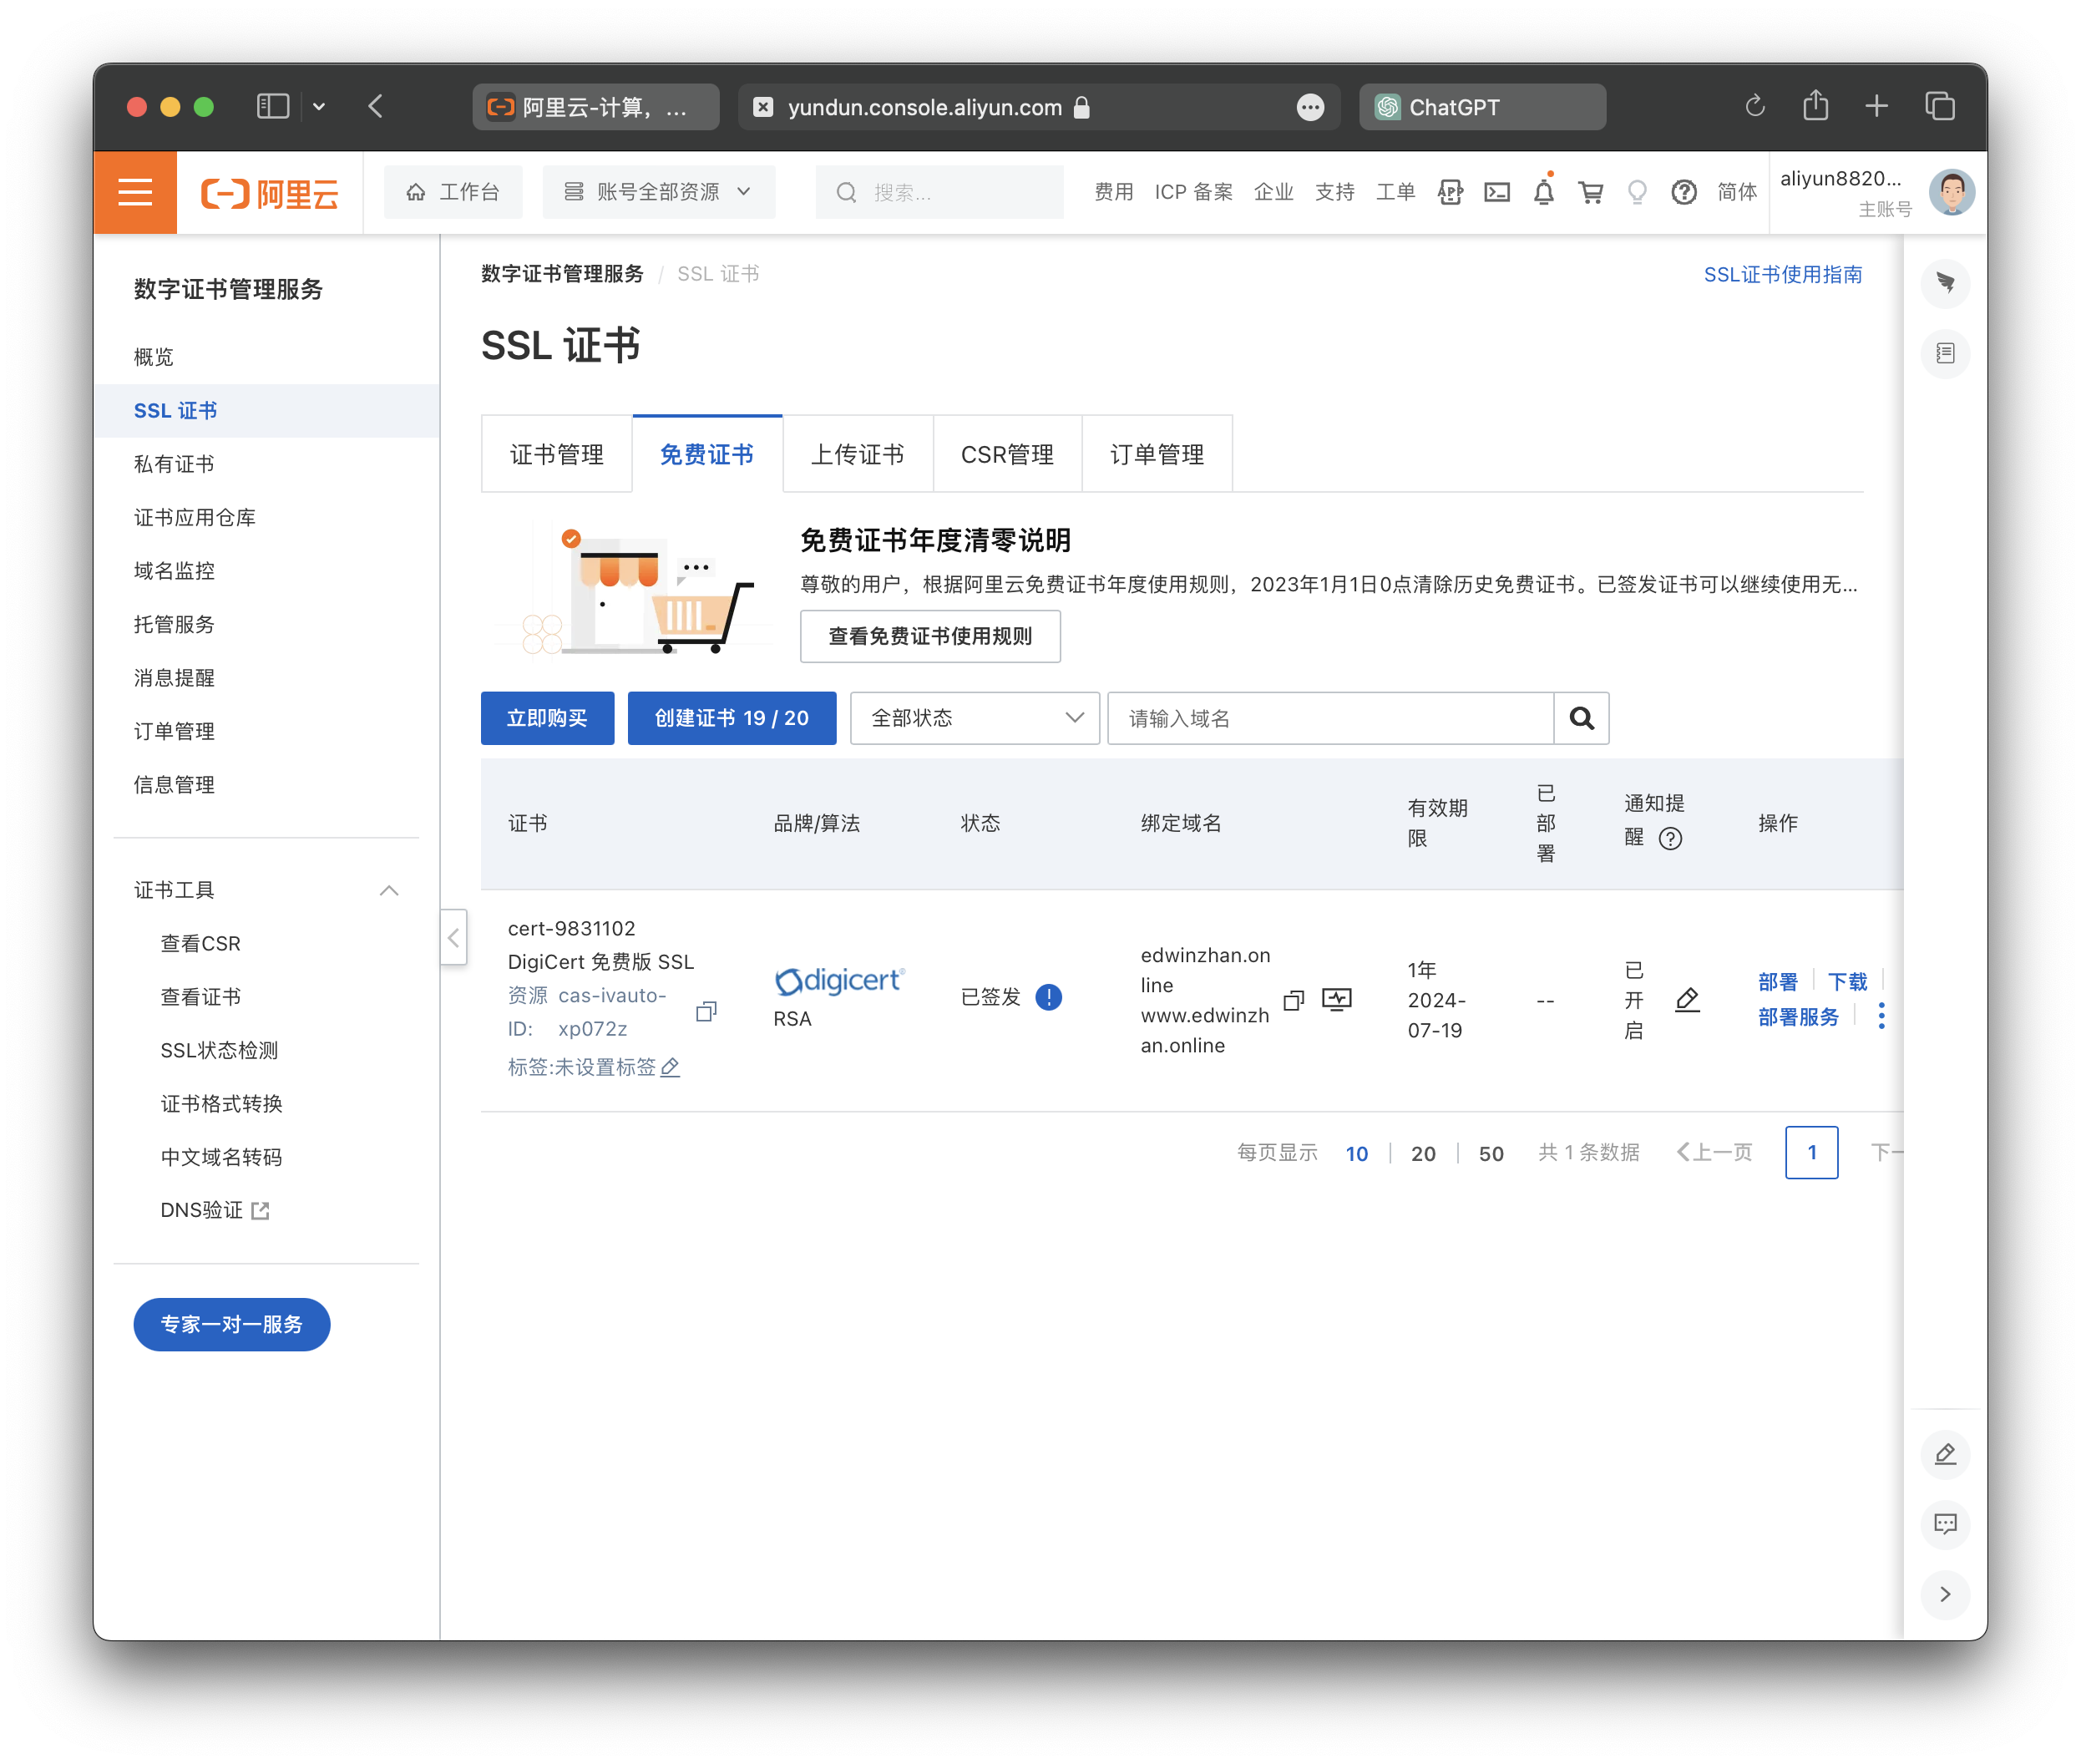 阿里云-计算，...
yundun.console.aliyun.com
ChatGPT
阿里云
工作台
账号全部资源
搜索...
费用
ICP 备案
企业
支持
工单
APP
简体
aliyun8820...
主账号
数字证书管理服务
概览
SSL 证书
私有证书
证书应用仓库
域名监控
托管服务
消息提醒
订单管理
信息管理
证书工具
查看CSR
查看证书
SSL状态检测
证书格式转换
中文域名转码
DNS验证
专家一对一服务
数字证书管理服务 / SSL 证书
SSL证书使用指南
SSL 证书
证书管理
免费证书
上传证书
CSR管理
订单管理
免费证书年度清零说明
尊敬的用户，根据阿里云免费证书年度使用规则，2023年1月1日0点清除历史免费证书。已签发证书可以继续使用无...
查看免费证书使用规则
立即购买
创建证书 19 / 20
全部状态
请输入域名
证书
品牌/算法
状态
绑定域名
有效期
限
已
部
署
通知提
醒
操作
cert-9831102
DigiCert 免费版 SSL
资源 cas-ivauto-
ID: xp072z
标签:未设置标签
digicert®
RSA
已签发
edwinzhan.on
line
www.edwinzh
an.online
1年
2024-
07-19
--
已
开
启
部署
下载
部署服务
每页显示
10
20
50
共 1 条数据
上一页
1
下一